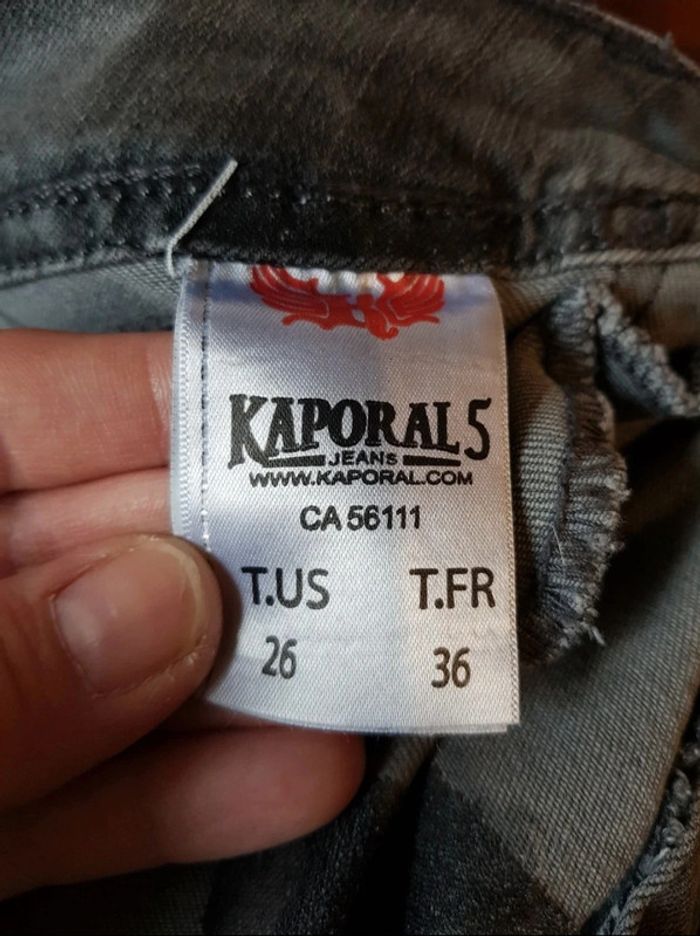 KAPORAL 5
JEANS
WWW.KAPORAL.COM
CA 56111
T.US T.FR
26 36